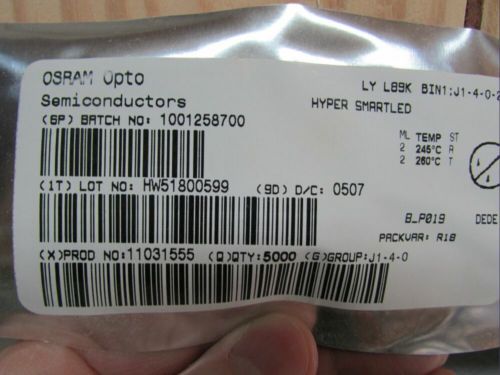 OSRAM Opto
Semiconductors
LY L89K BIN1:J1-4-0-2
HYPER SMARTLED
(6P) BATCH NO: 1001258700
ML TEMP ST
2 245°C R
2 260°C T
(1T) LOT NO: HW51800599 (9D) D/C: 0507
B_P019 DEDE
PACKVAR: R18
(X)PROD NO:11031555 (Q)QTY:5000 (G)GROUP:J1-4-0